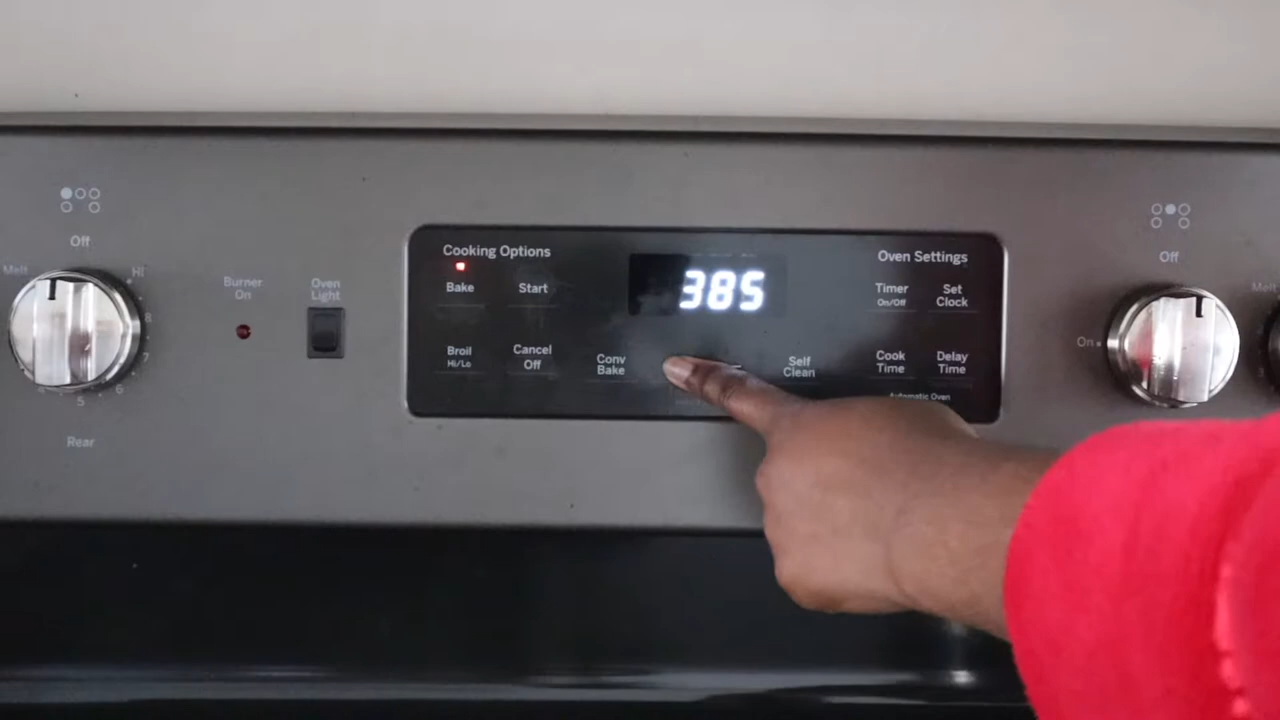 Off
Melt
Hi
8
7
6
5
Rear
Burner
On
Oven
Light
Cooking Options
Bake
Start
Broil
Hi/Lo
Cancel
Off
Conv
Bake
385
Self
Clean
Oven Settings
Timer
On/Off
Set
Clock
Cook
Time
Delay
Time
Automatic Oven
Off
On
Melt